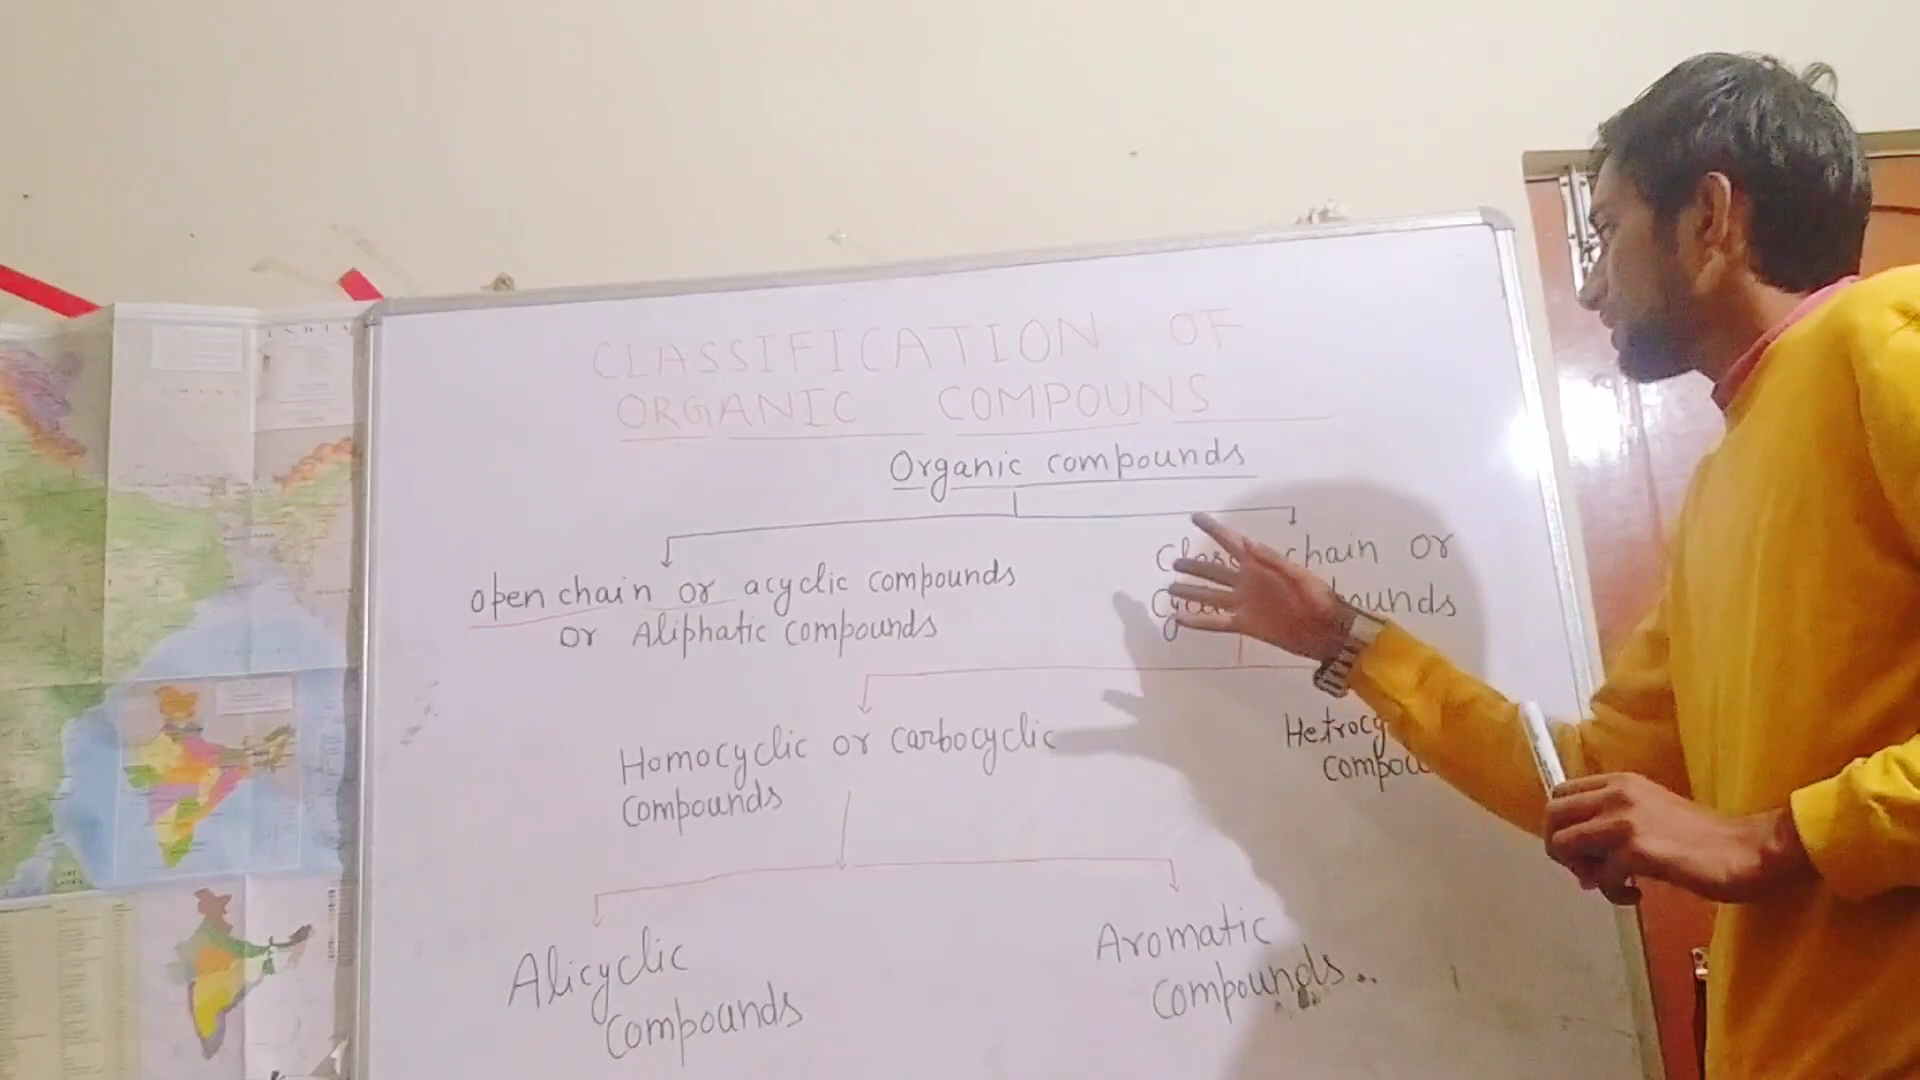 CLASSIFICATION OF
ORGANIC COMPOUNS
Organic compounds
open chain or acyclic compounds
or Aliphatic compounds
chain or
Homocyclic or carbocyclic
compounds
Alicyclic
compounds
Aromatic
compounds..
INDIA